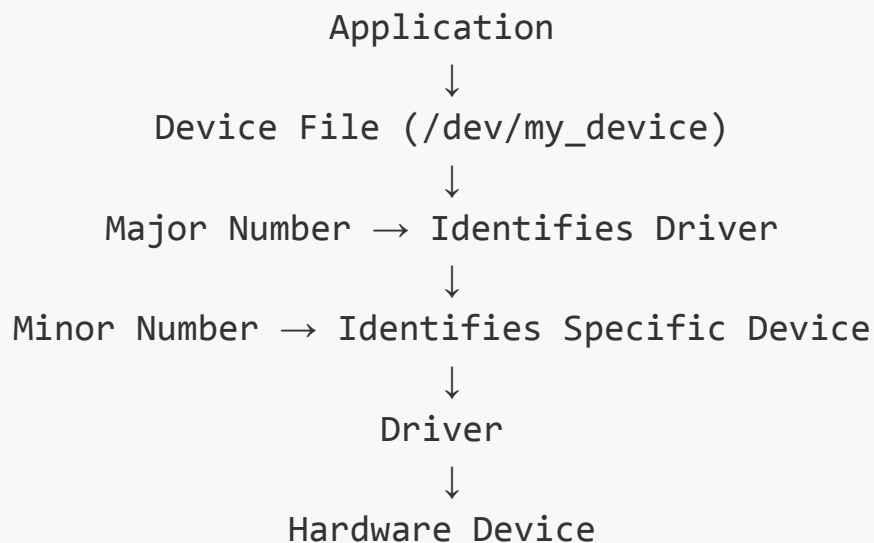 Application
↓
Device File (/dev/my_device)
↓
Major Number → Identifies Driver
↓
Minor Number → Identifies Specific Device
↓
Driver
↓
Hardware Device